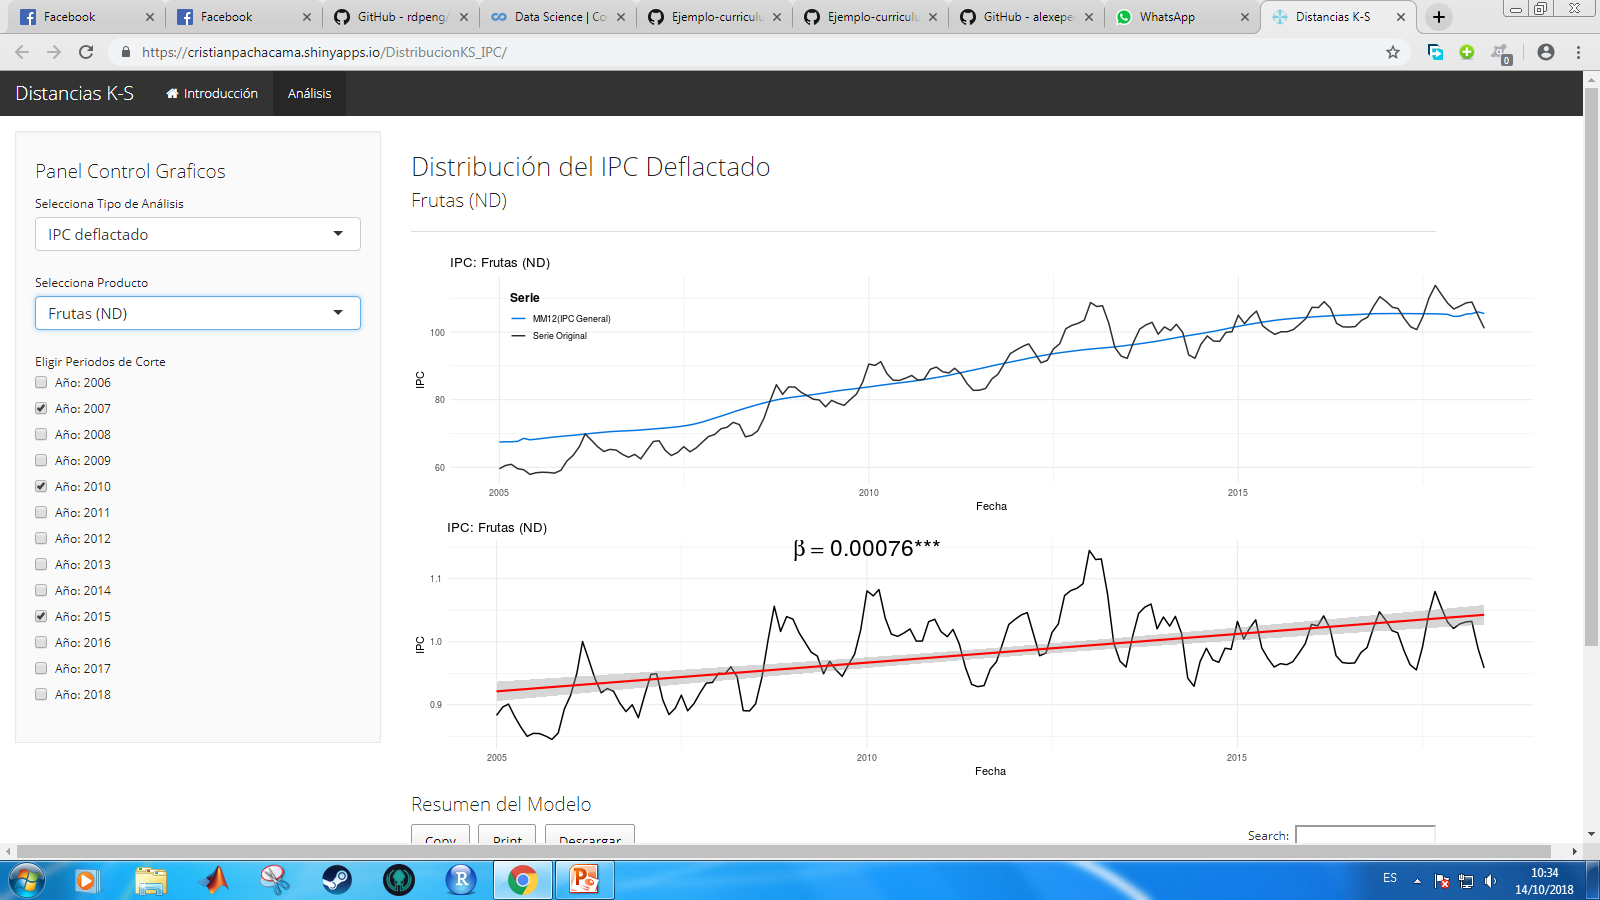 Facebook
Facebook
GitHub - rdpeng/
Data Science | Co
Ejemplo-curriculu
Ejemplo-curriculu
GitHub - alexepe
WhatsApp
Distancias K-S
https://cristianpachacama.shinyapps.io/DistribucionKS_IPC/
0
Distancias K-S
Introducción
Análisis
Panel Control Graficos
Selecciona Tipo de Análisis
IPC deflactado
Selecciona Producto
Frutas (ND)
Eligir Periodos de Corte
Año: 2006
Año: 2007
Año: 2008
Año: 2009
Año: 2010
Año: 2011
Año: 2012
Año: 2013
Año: 2014
Año: 2015
Año: 2016
Año: 2017
Año: 2018
Distribución del IPC Deflactado
Frutas (ND)
IPC: Frutas (ND)
Serie
MM12(IPC General)
Serie Original
IPC
100
80
60
2005
2010
2015
Fecha
IPC: Frutas (ND)
β = 0.00076***
IPC
1.1
1.0
0.9
2005
2010
2015
Fecha
Resumen del Modelo
Copy
Print
Descargar
Search:
ES
10:34
14/10/2018